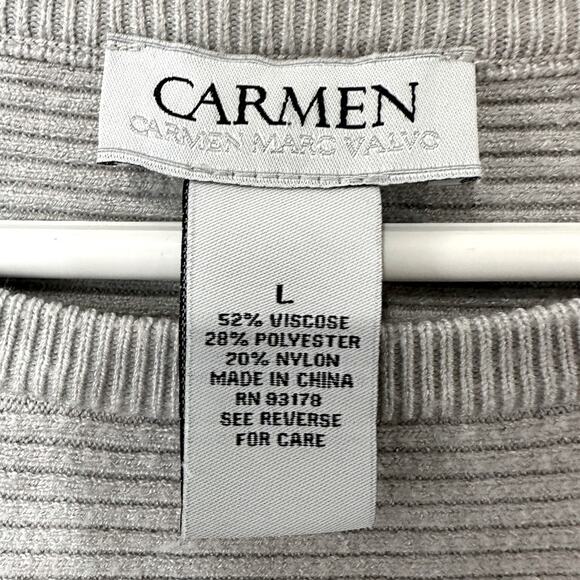 CARMEN
CARMEN MARC VALVO
L
52% VISCOSE
28% POLYESTER
20% NYLON
MADE IN CHINA
RN 93178
SEE REVERSE
FOR CARE